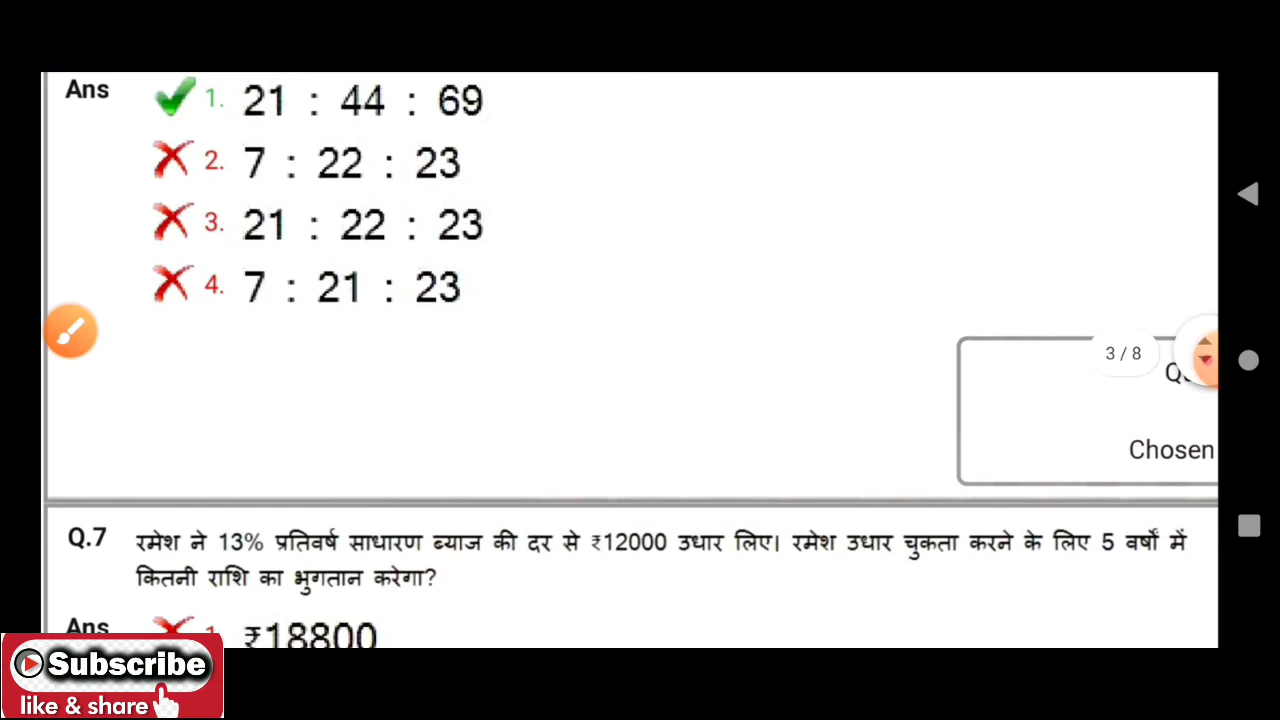 Ans
1. 21 : 44 : 69
2. 7 : 22 : 23
3. 21 : 22 : 23
4. 7 : 21 : 23
3 / 8
Chosen
Q.7 रमेश ने 13% प्रतिवर्ष साधारण ब्याज की दर से ₹12000 उधार लिए। रमेश उधार चुकता करने के लिए 5 वर्षों में
कितनी राशि का भुगतान करेगा?
Ans 1. ₹18800
Subscribe
like & share